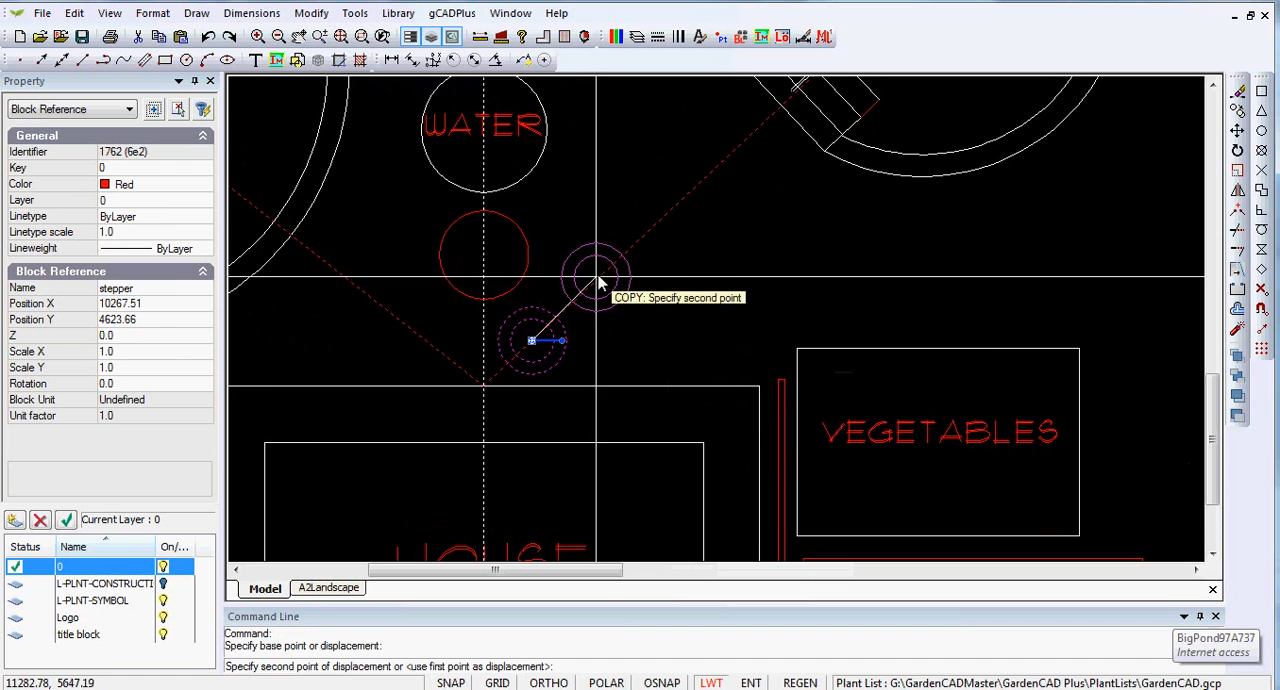 File Edit View Format Draw Dimensions Modify Tools Library gCADPlus Window Help
Property
Block Reference
General
Identifier 1762 (6e2)
Key 0
Color Red
Layer 0
Linetype ByLayer
Linetype scale 1.0
Lineweight ByLayer
Block Reference
Name stepper
Position X 10267.51
Position Y 4623.66
Z 0.0
Scale X 1.0
Scale Y 1.0
Rotation 0.0
Block Unit Undefined
Unit factor 1.0
Current Layer : 0
Status Name On/...
0
L-PLNT-CONSTRUCTI
L-PLNT-SYMBOL
Logo
title block
WATER
COPY: Specify second point
VEGETABLES
HOUSE
Model A2Landscape
Command Line
Command:
Specify base point or displacement:
Specify second point of displacement or <use first point as displacement>:
BigPond97A737
Internet access
11282.78, 5647.19 SNAP GRID ORTHO POLAR OSNAP LWT ENT REGEN Plant List : G:\GardenCADMaster\GardenCAD Plus\PlantLists\GardenCAD.gcp